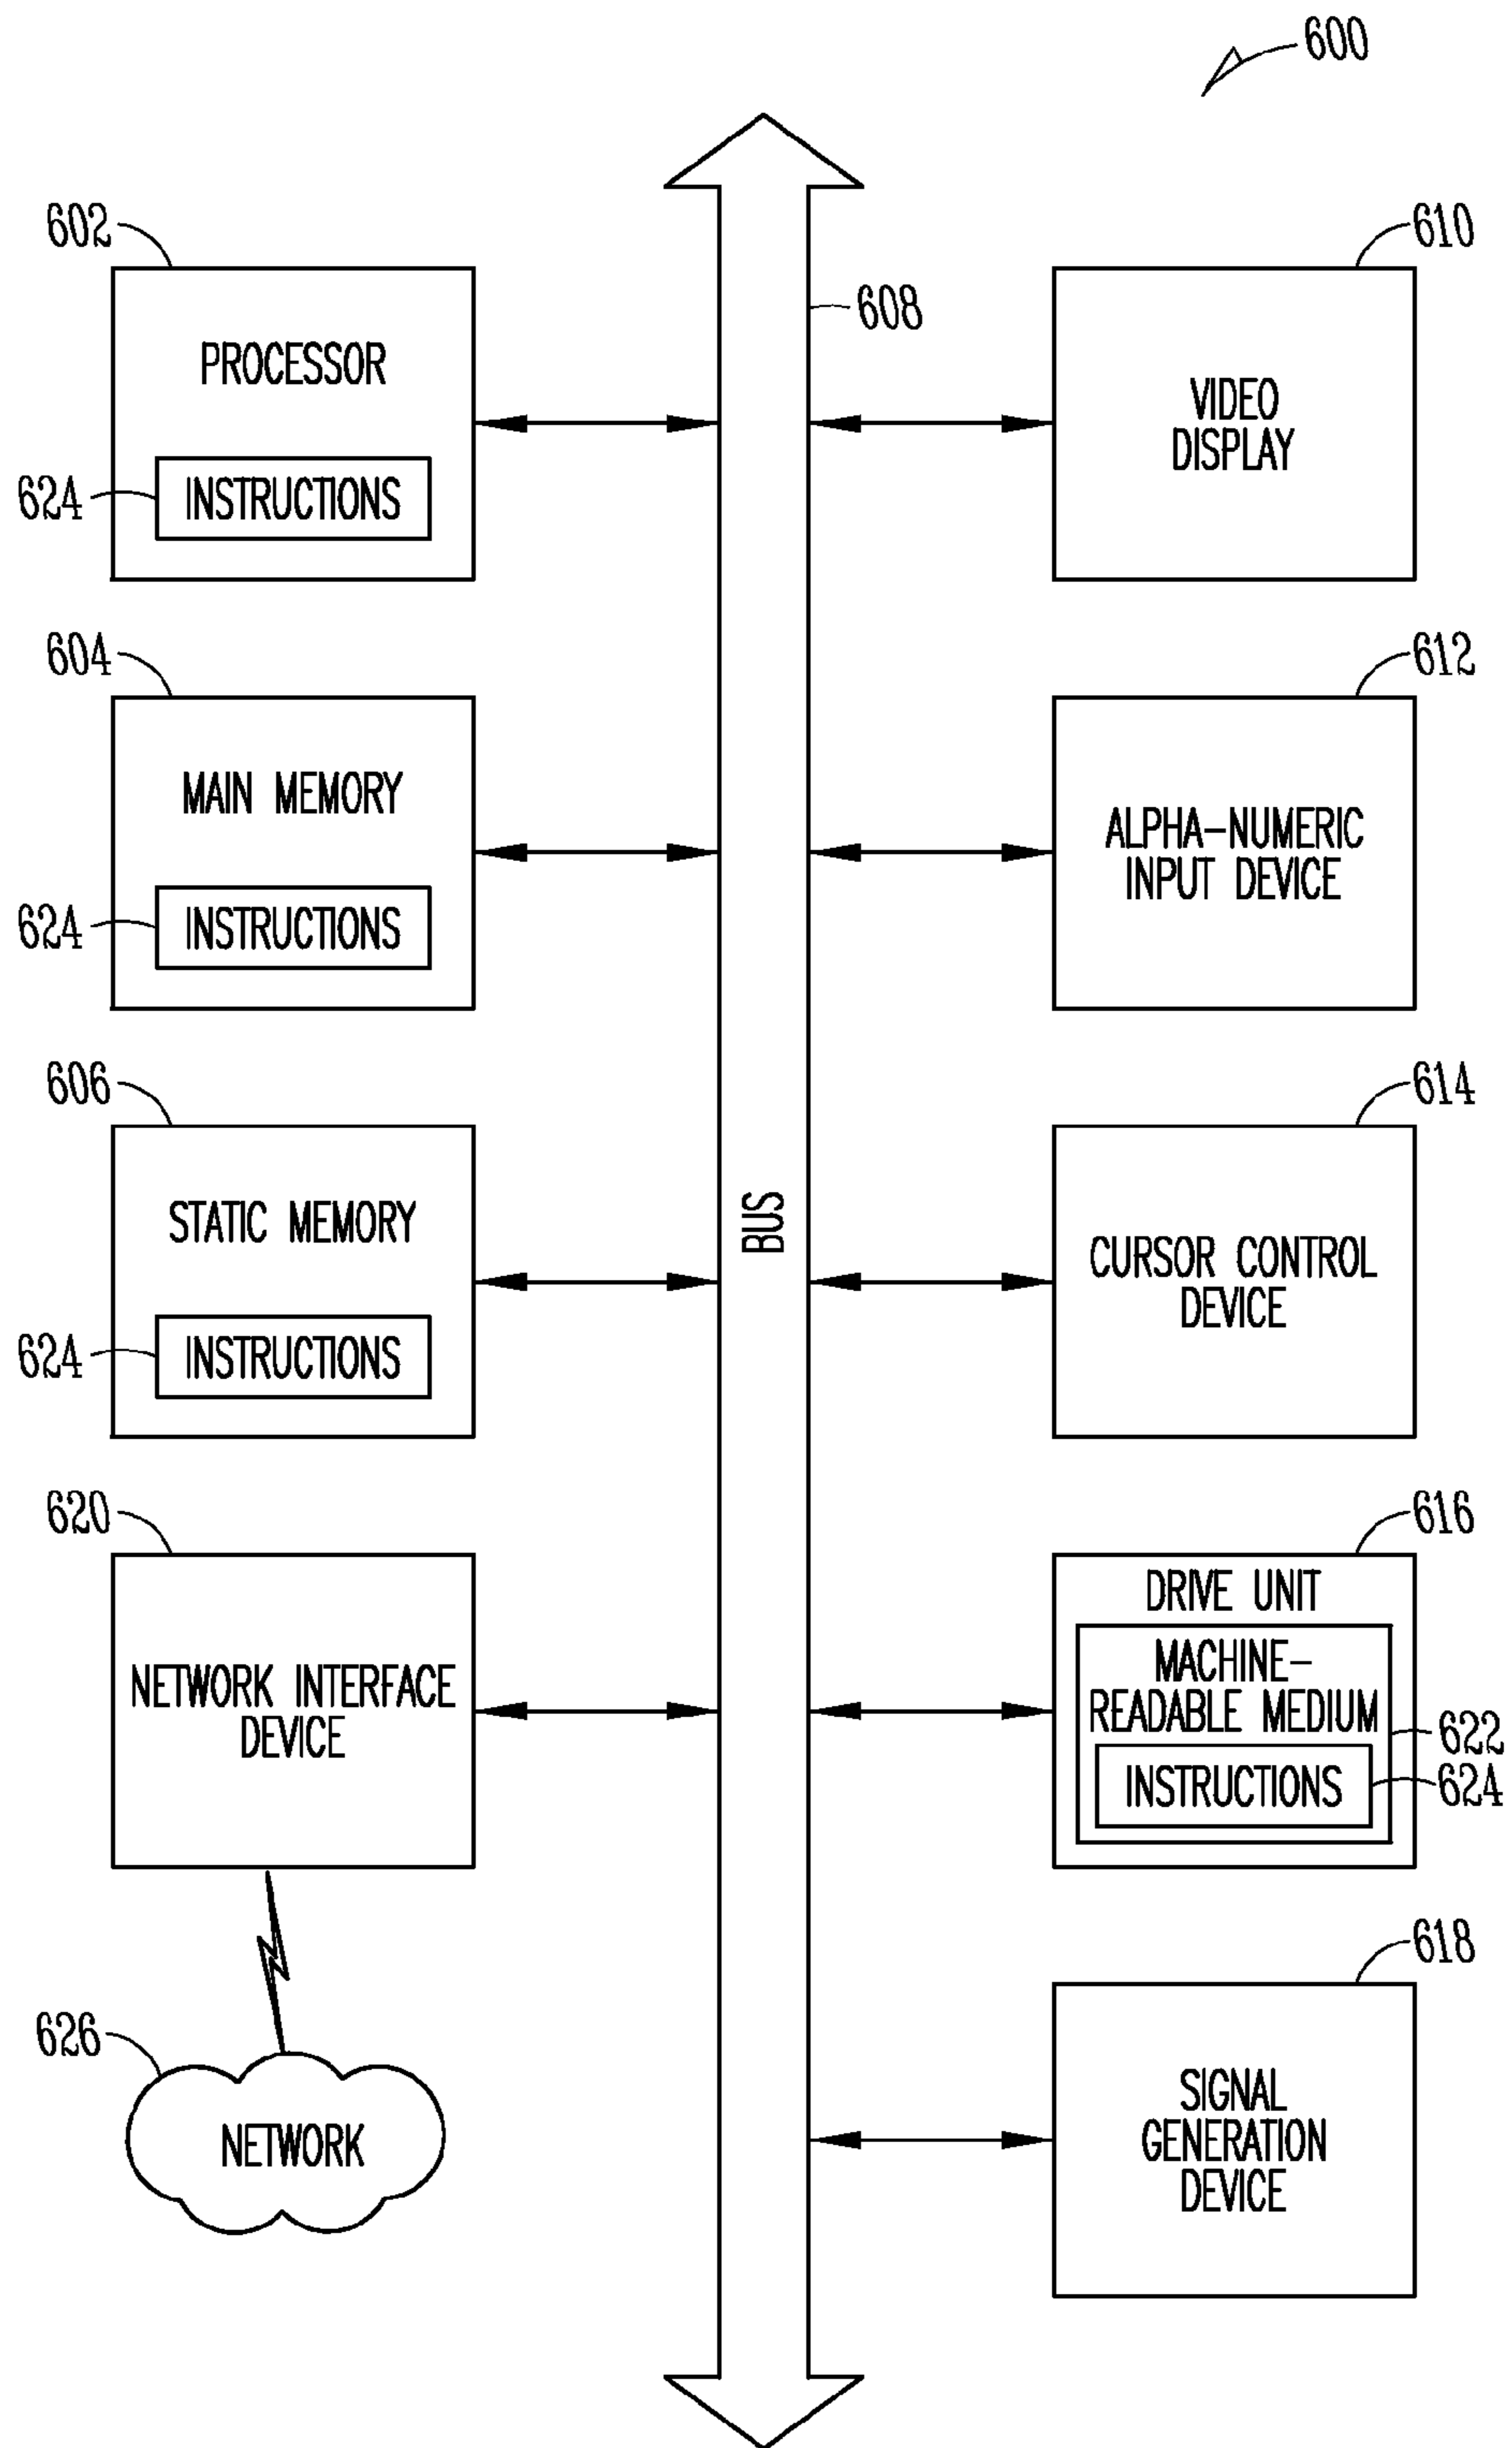 600
602
PROCESSOR
624
INSTRUCTIONS
604
MAIN MEMORY
624
INSTRUCTIONS
606
STATIC MEMORY
624
INSTRUCTIONS
620
NETWORK INTERFACE
DEVICE
626
NETWORK
608
BUS
610
VIDEO
DISPLAY
612
ALPHA-NUMERIC
INPUT DEVICE
614
CURSOR CONTROL
DEVICE
616
DRIVE UNIT
MACHINE-
READABLE MEDIUM
622
INSTRUCTIONS
624
618
SIGNAL
GENERATION
DEVICE